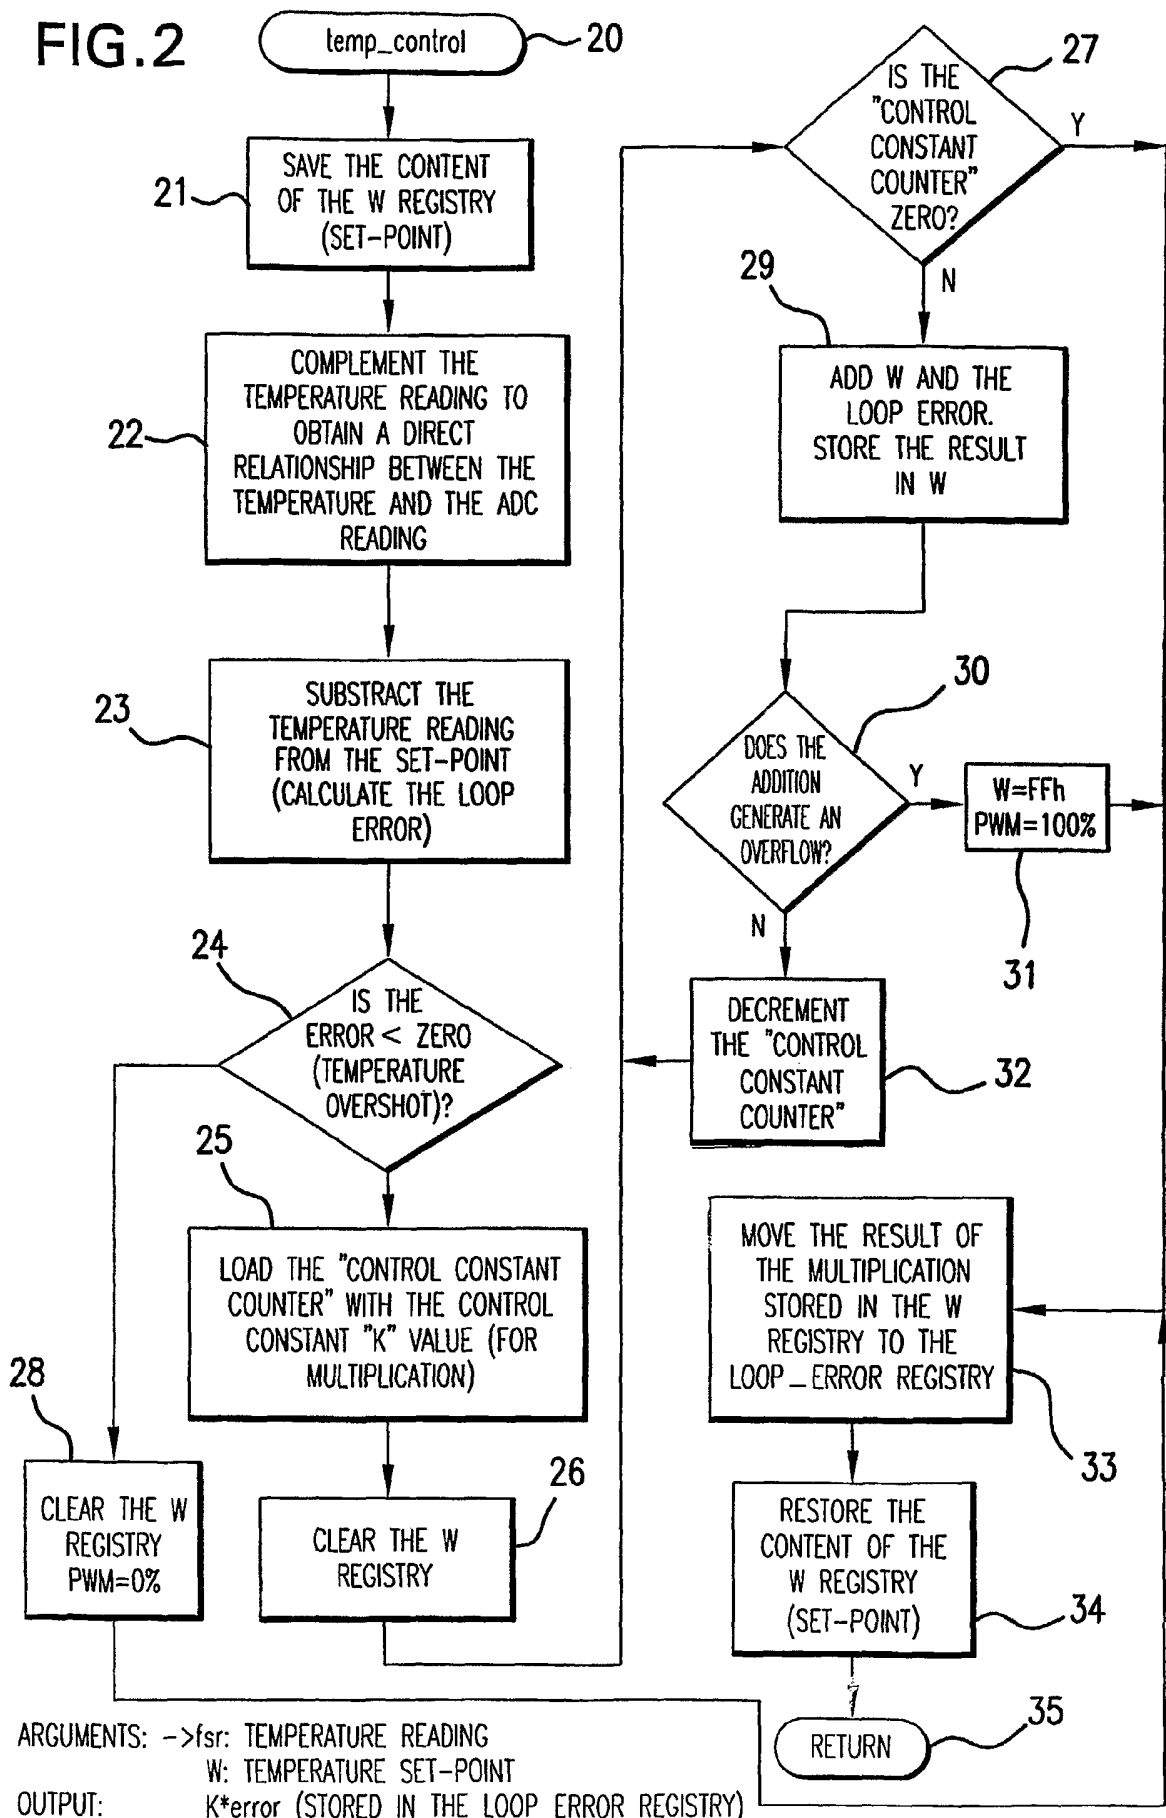 FIG.2
temp_control
20
21
SAVE THE CONTENT
OF THE W REGISTRY
(SET-POINT)
22
COMPLEMENT THE
TEMPERATURE READING TO
OBTAIN A DIRECT
RELATIONSHIP BETWEEN THE
TEMPERATURE AND THE ADC
READING
23
SUBSTRACT THE
TEMPERATURE READING
FROM THE SET-POINT
(CALCULATE THE LOOP
ERROR)
24
IS THE
ERROR < ZERO
(TEMPERATURE
OVERSHOT)?
25
LOAD THE "CONTROL CONSTANT
COUNTER" WITH THE CONTROL
CONSTANT "K" VALUE (FOR
MULTIPLICATION)
28
CLEAR THE W
REGISTRY
PWM=0%
26
CLEAR THE W
REGISTRY
27
IS THE
"CONTROL
CONSTANT
COUNTER"
ZERO?
Y
N
29
ADD W AND THE
LOOP ERROR.
STORE THE RESULT
IN W
30
DOES THE
ADDITION
GENERATE AN
OVERFLOW?
Y
N
W=FFh
PWM=100%
31
DECREMENT
THE "CONTROL
CONSTANT
COUNTER"
32
MOVE THE RESULT OF
THE MULTIPLICATION
STORED IN THE W
REGISTRY TO THE
LOOP_ERROR REGISTRY
33
RESTORE THE
CONTENT OF THE
W REGISTRY
(SET-POINT)
34
RETURN
35
ARGUMENTS: ->fsr: TEMPERATURE READING
W: TEMPERATURE SET-POINT
OUTPUT: K*error (STORED IN THE LOOP ERROR REGISTRY)